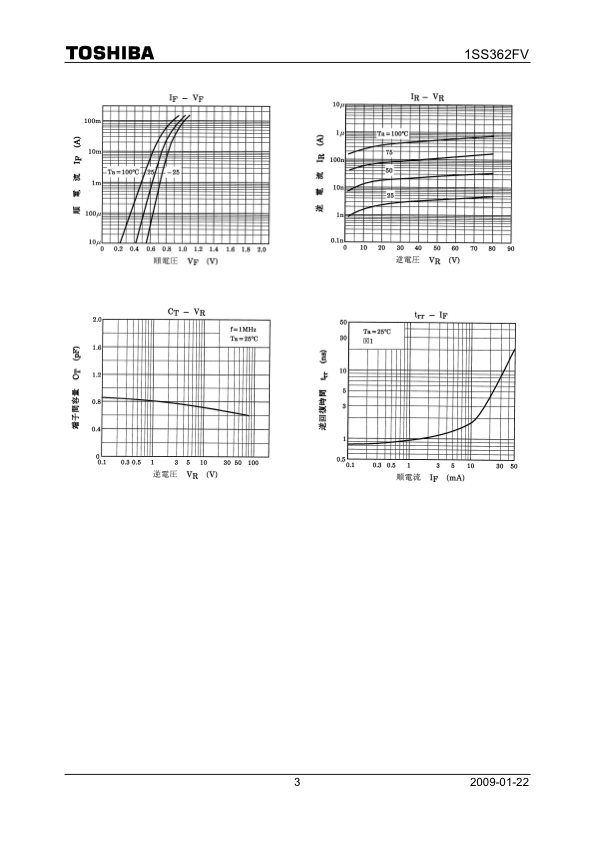 TOSHIBA
1SS362FV
IF – VF
順 電 流 IF (A)
100m
10m
1m
100μ
10μ
Ta=100℃ 25 −25
0 0.2 0.4 0.6 0.8 1.0 1.2 1.4 1.6 1.8 2.0
順電圧 VF (V)
IR – VR
逆 電 流 IR (A)
10μ
1μ
100n
10n
1n
0.1n
Ta=100℃
75
50
25
0 10 20 30 40 50 60 70 80 90
逆電圧 VR (V)
CT – VR
端子間容量 CT (pF)
2.0
1.6
1.2
0.8
0.4
0
f=1MHz
Ta=25℃
0.1 0.3 0.5 1 3 5 10 30 50 100
逆電圧 VR (V)
trr – IF
逆回復時間 trr (ns)
50
30
10
5
3
1
0.5
Ta=25℃
図1
0.1 0.3 0.5 1 3 5 10 30 50
順電流 IF (mA)
3
2009-01-22